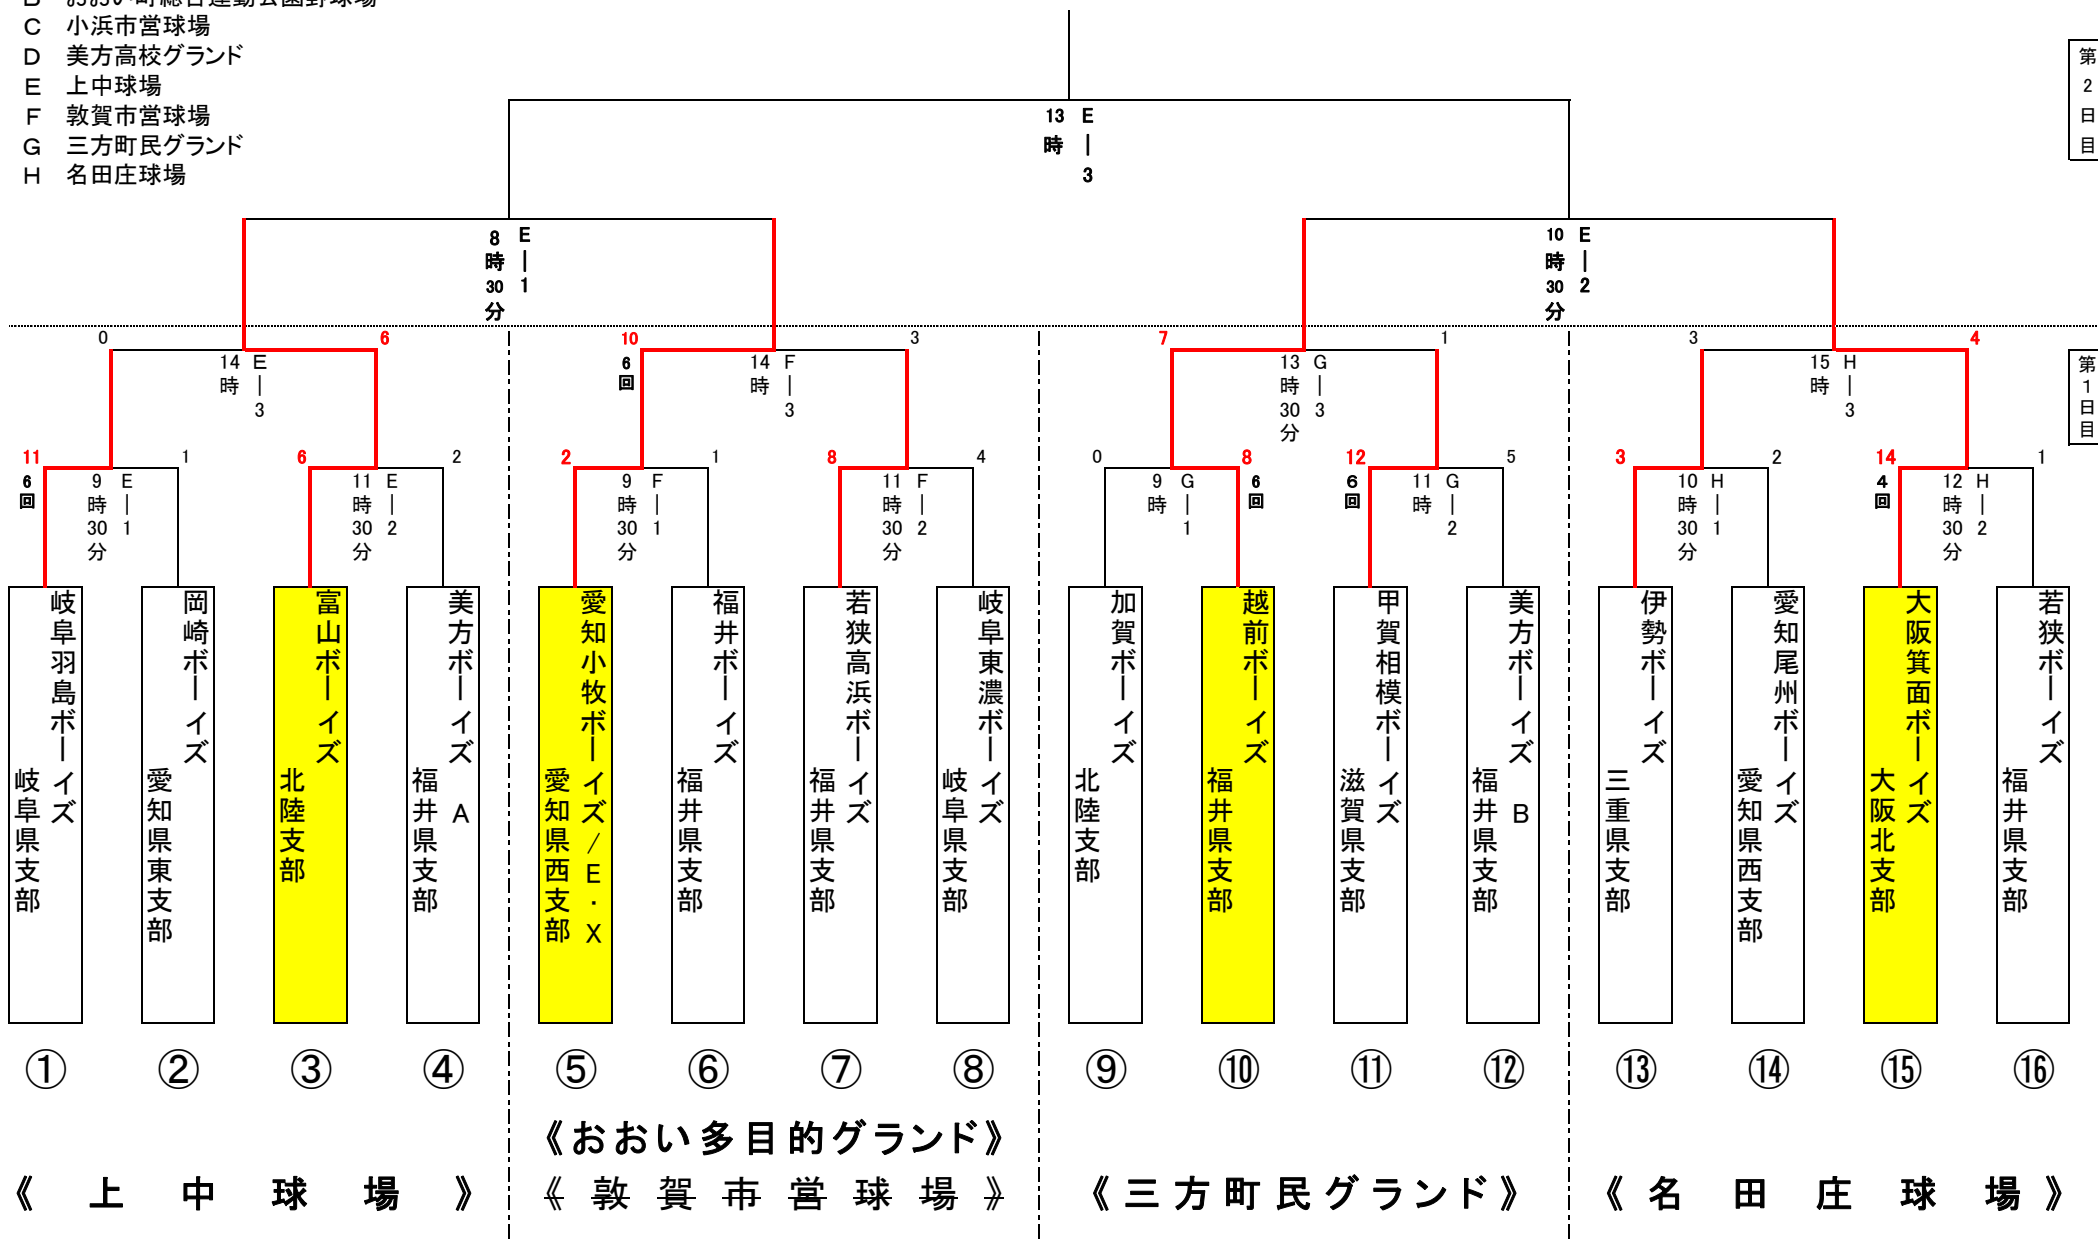 C 小浜市営球場
D 美方高校グランド
E 上中球場
F 敦賀市営球場
G 三方町民グランド
H 名田庄球場
第2日目
13時 E|3
8時30分 E|1
10時30分 E|2
0 6 10 3 7 1 3 4
6回
14時 E|3
14時 F|3
13時30分 G|3
15時 H|3
第1日目
11 1 6 2 2 1 8 4 0 8 12 5 3 2 14 1
6回
9時30分 E|1
11時30分 E|2
9時30分 F|1
11時30分 F|2
9時 G|1
6回
6回
11時 G|2
10時30分 H|1
4回
12時30分 H|2
岐阜羽島ボーイズ
岐阜県支部
岡崎ボーイズ
愛知県東支部
富山ボーイズ
北陸支部
美方ボーイズ A
福井県支部
愛知小牧ボーイズ/E・X
愛知県西支部
福井ボーイズ
福井県支部
若狭高浜ボーイズ
福井県支部
岐阜東濃ボーイズ
岐阜県支部
加賀ボーイズ
北陸支部
越前ボーイズ
福井県支部
甲賀相模ボーイズ
滋賀県支部
美方ボーイズ B
福井県支部
伊勢ボーイズ
三重県支部
愛知尾州ボーイズ
愛知県西支部
大阪箕面ボーイズ
大阪北支部
若狭ボーイズ
福井県支部
① ② ③ ④ ⑤ ⑥ ⑦ ⑧ ⑨ ⑩ ⑪ ⑫ ⑬ ⑭ ⑮ ⑯
《おおい多目的グランド》
《上中球場》 《敦賀市営球場》 《三方町民グランド》 《名田庄球場》